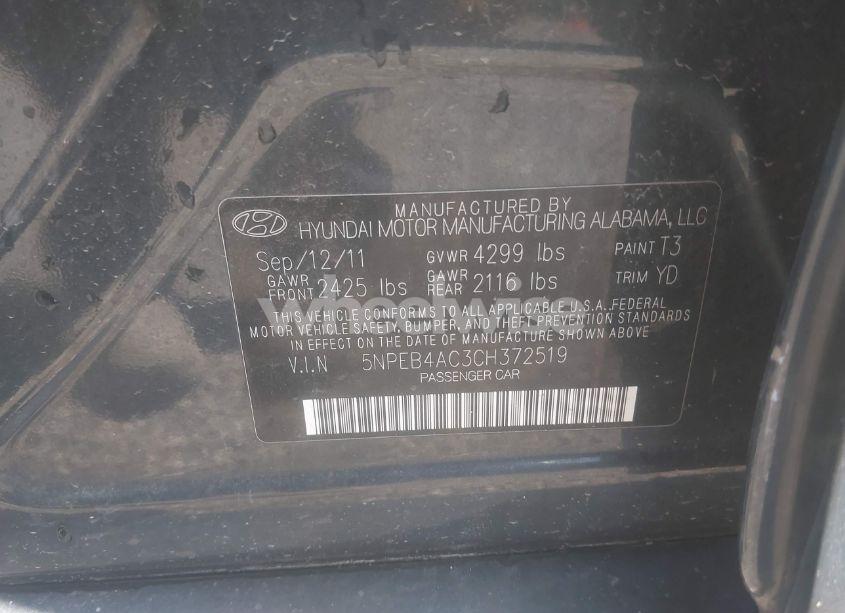 MANUFACTURED BY
HYUNDAI MOTOR MANUFACTURING ALABAMA, LLC
Sep/12/11 GVWR 4299 lbs PAINT T3
GAWR FRONT 2425 lbs GAWR REAR 2116 lbs TRIM YD
wheelwise
THIS VEHICLE CONFORMS TO ALL APPLICABLE U.S.A. FEDERAL
MOTOR VEHICLE SAFETY, BUMPER, AND THEFT PREVENTION STANDARDS
IN EFFECT ON THE DATE OF MANUFACTURE SHOWN ABOVE
V.I.N 5NPEB4AC3CH372519
PASSENGER CAR